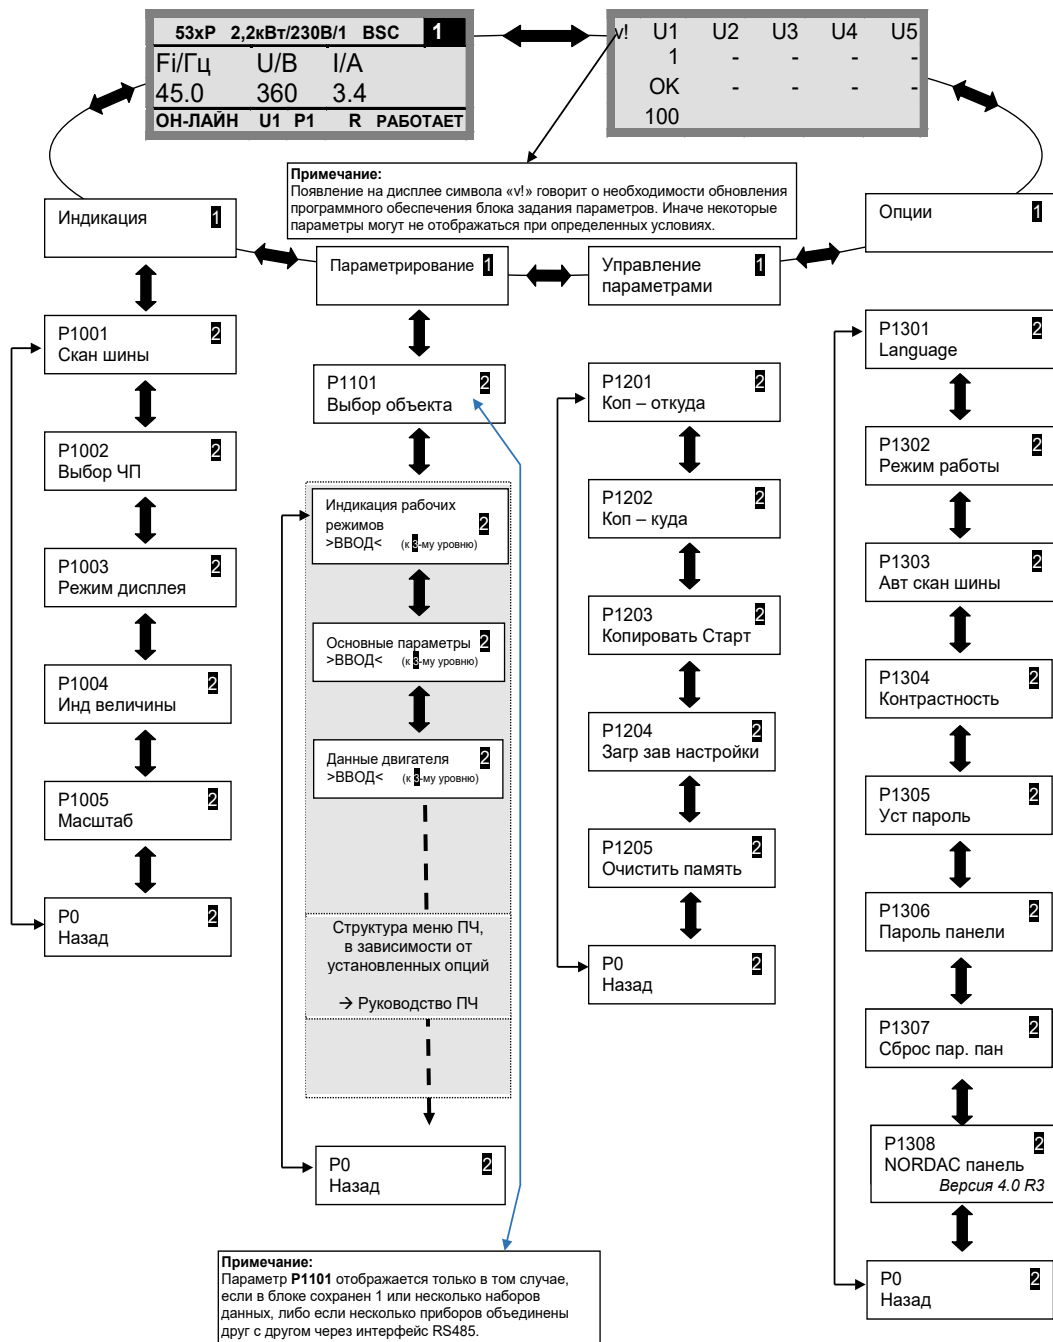 53xP 2,2кВт/230В/1 BSC 1
Fi/Гц U/В I/A
45.0 360 3.4
ОН-ЛАЙН U1 P1 R РАБОТАЕТ
v! U1 U2 U3 U4 U5
1 - - - -
OK - - - -
100
Примечание:
Появление на дисплее символа «v!» говорит о необходимости обновления
программного обеспечения блока задания параметров. Иначе некоторые
параметры могут не отображаться при определенных условиях.
Индикация 1
Параметрирование 1
Управление 1
параметрами
Опции 1
P1001 2
Скан шины
P1002 2
Выбор ЧП
P1003 2
Режим дисплея
P1004 2
Инд величины
P1005 2
Масштаб
P0 2
Назад
P1101 2
Выбор объекта
Индикация рабочих
режимов 2
>ВВОД< (к 3-му уровню)
Основные параметры 2
>ВВОД< (к 3-му уровню)
Данные двигателя 2
>ВВОД< (к 3-му уровню)
Структура меню ПЧ,
в зависимости от
установленных опций
→ Руководство ПЧ
P0 2
Назад
P1201 2
Коп – откуда
P1202 2
Коп – куда
P1203 2
Копировать Старт
P1204 2
Загр зав настройки
P1205 2
Очистить память
P0 2
Назад
P1301 2
Language
P1302 2
Режим работы
P1303 2
Авт скан шины
P1304 2
Контрастность
P1305 2
Уст пароль
P1306 2
Пароль панели
P1307 2
Сброс пар. пан
P1308 2
NORDAC панель
Версия 4.0 R3
P0 2
Назад
Примечание:
Параметр P1101 отображается только в том случае,
если в блоке сохранен 1 или несколько наборов
данных, либо если несколько приборов объединены
друг с другом через интерфейс RS485.